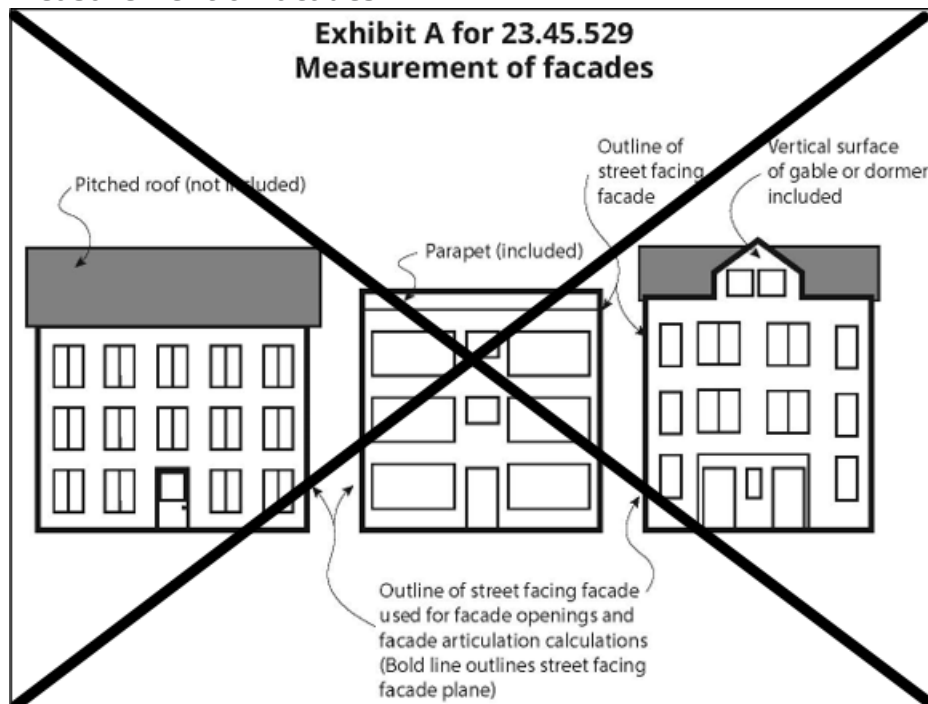 Exhibit A for 23.45.529
Measurement of facades
Pitched roof (not included)
Parapet (included)
Outline of
street facing
facade
Vertical surface
of gable or dormer
included
Outline of street facing facade
used for facade openings and
facade articulation calculations
(Bold line outlines street facing
facade plane)